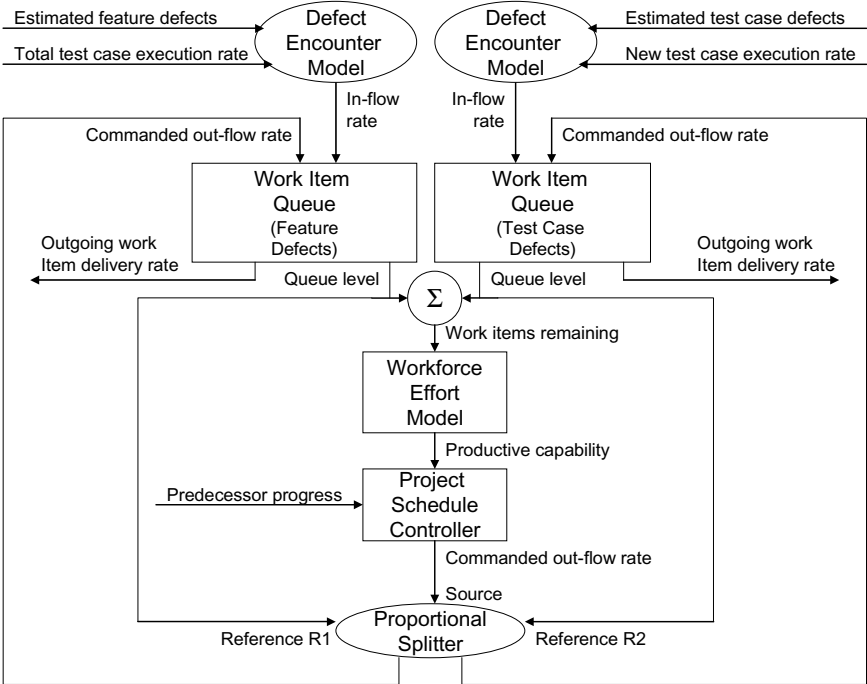 Estimated feature defects
Total test case execution rate
Defect
Encounter
Model
Defect
Encounter
Model
Estimated test case defects
New test case execution rate
In-flow
rate
In-flow
rate
Commanded out-flow rate
Commanded out-flow rate
Work Item
Queue
(Feature
Defects)
Work Item
Queue
(Test Case
Defects)
Outgoing work
Item delivery rate
Outgoing work
Item delivery rate
Queue level
Queue level
Σ
Work items remaining
Workforce
Effort
Model
Productive capability
Predecessor progress
Project
Schedule
Controller
Commanded out-flow rate
Source
Proportional
Splitter
Reference R1
Reference R2